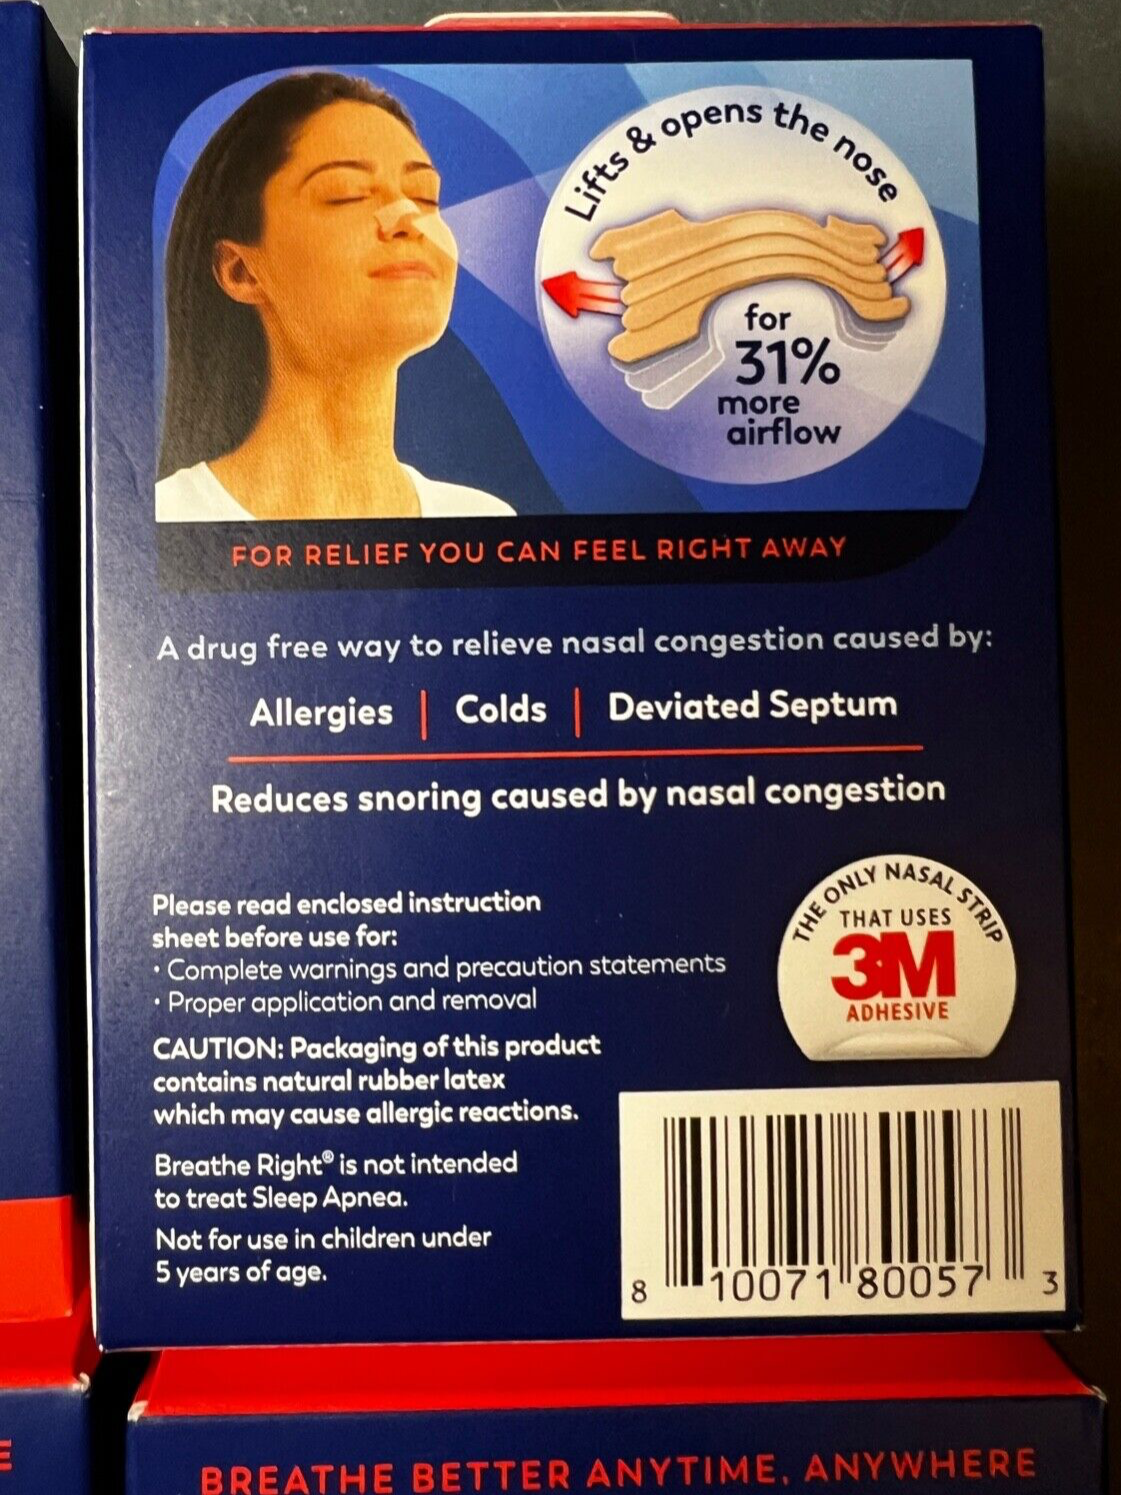 Lifts & opens the nose
for
31%
more
airflow
FOR RELIEF YOU CAN FEEL RIGHT AWAY
A drug free way to relieve nasal congestion caused by:
Allergies | Colds | Deviated Septum
Reduces snoring caused by nasal congestion
Please read enclosed instruction
sheet before use for:
• Complete warnings and precaution statements
• Proper application and removal
CAUTION: Packaging of this product
contains natural rubber latex
which may cause allergic reactions.
Breathe Right® is not intended
to treat Sleep Apnea.
Not for use in children under
5 years of age.
THE ONLY NASAL STRIP
THAT USES
3M
ADHESIVE
8 10071 80057 3
E
BREATHE BETTER ANYTIME, ANYWHERE